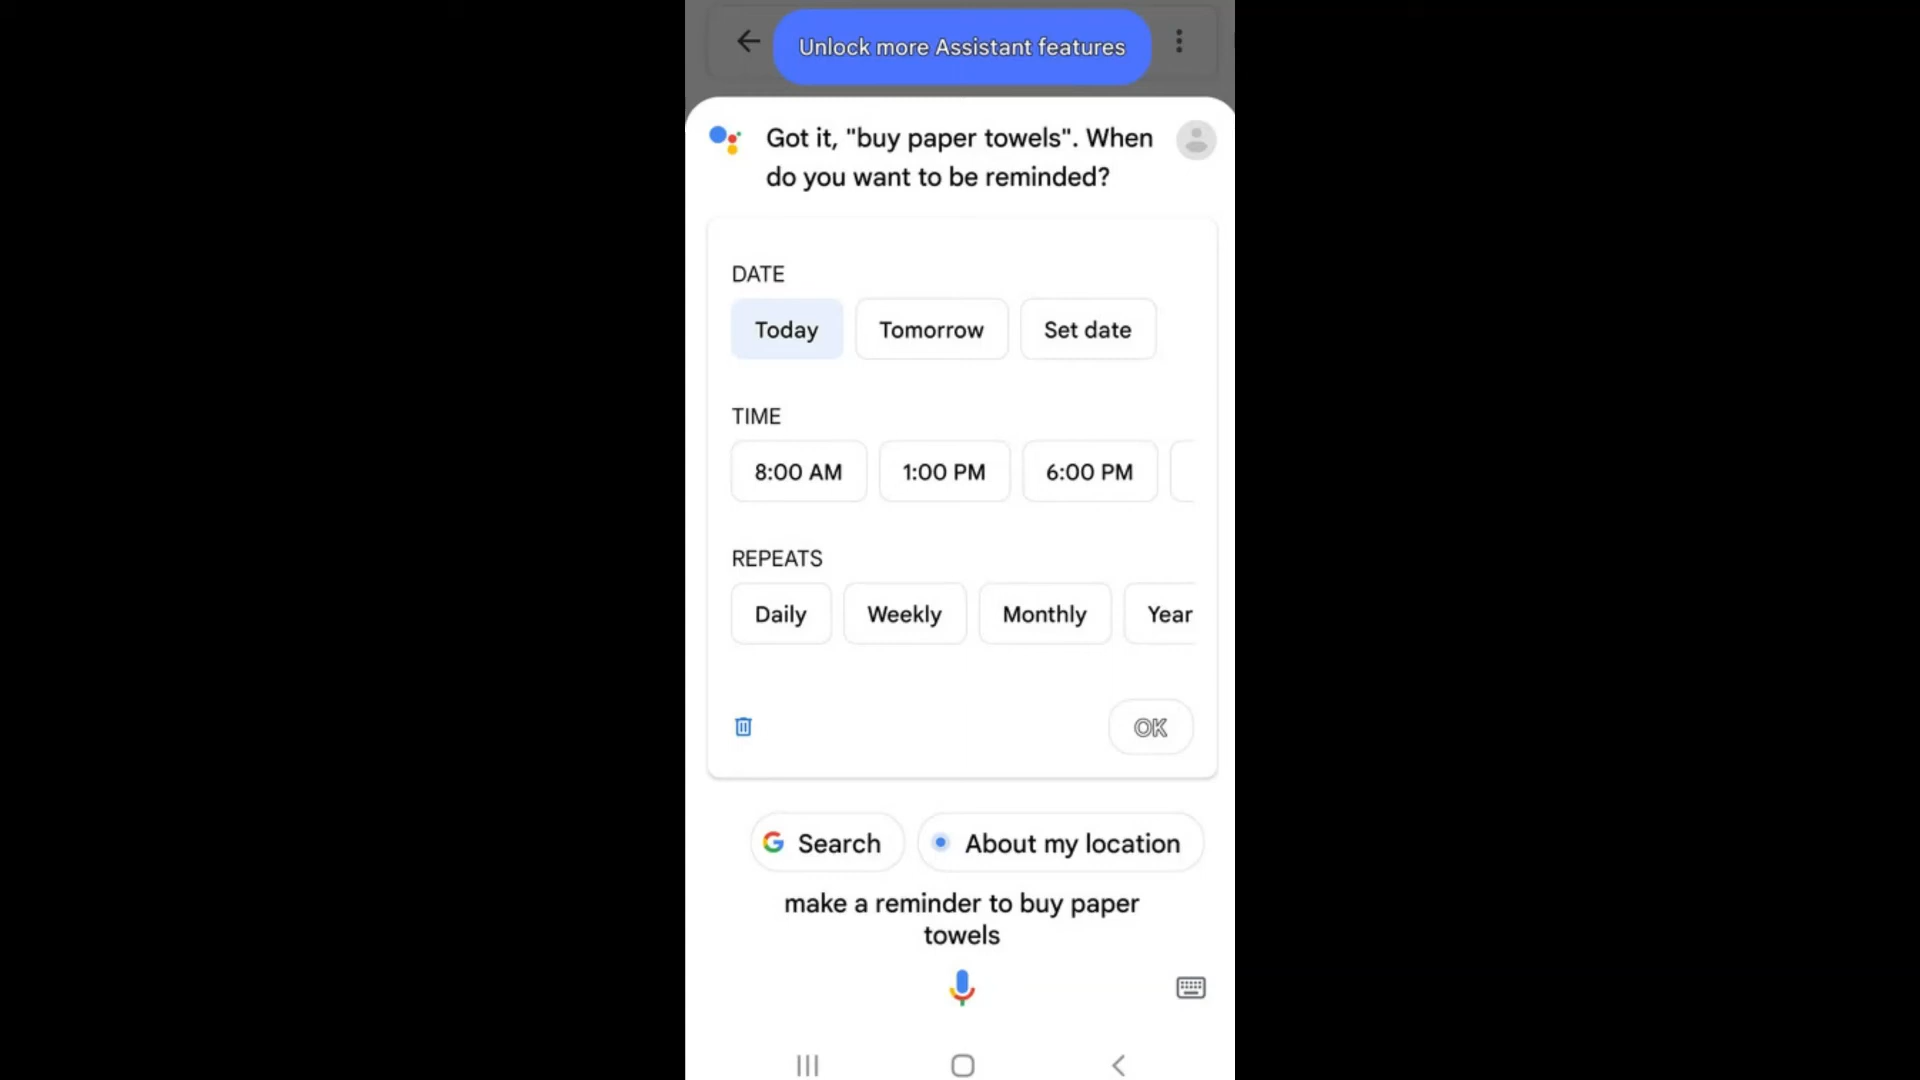 Unlock more Assistant features
Got it, "buy paper towels". When
do you want to be reminded?
DATE
Today Tomorrow Set date
TIME
8:00 AM 1:00 PM 6:00 PM
REPEATS
Daily Weekly Monthly Year
OK
Search About my location
make a reminder to buy paper
towels